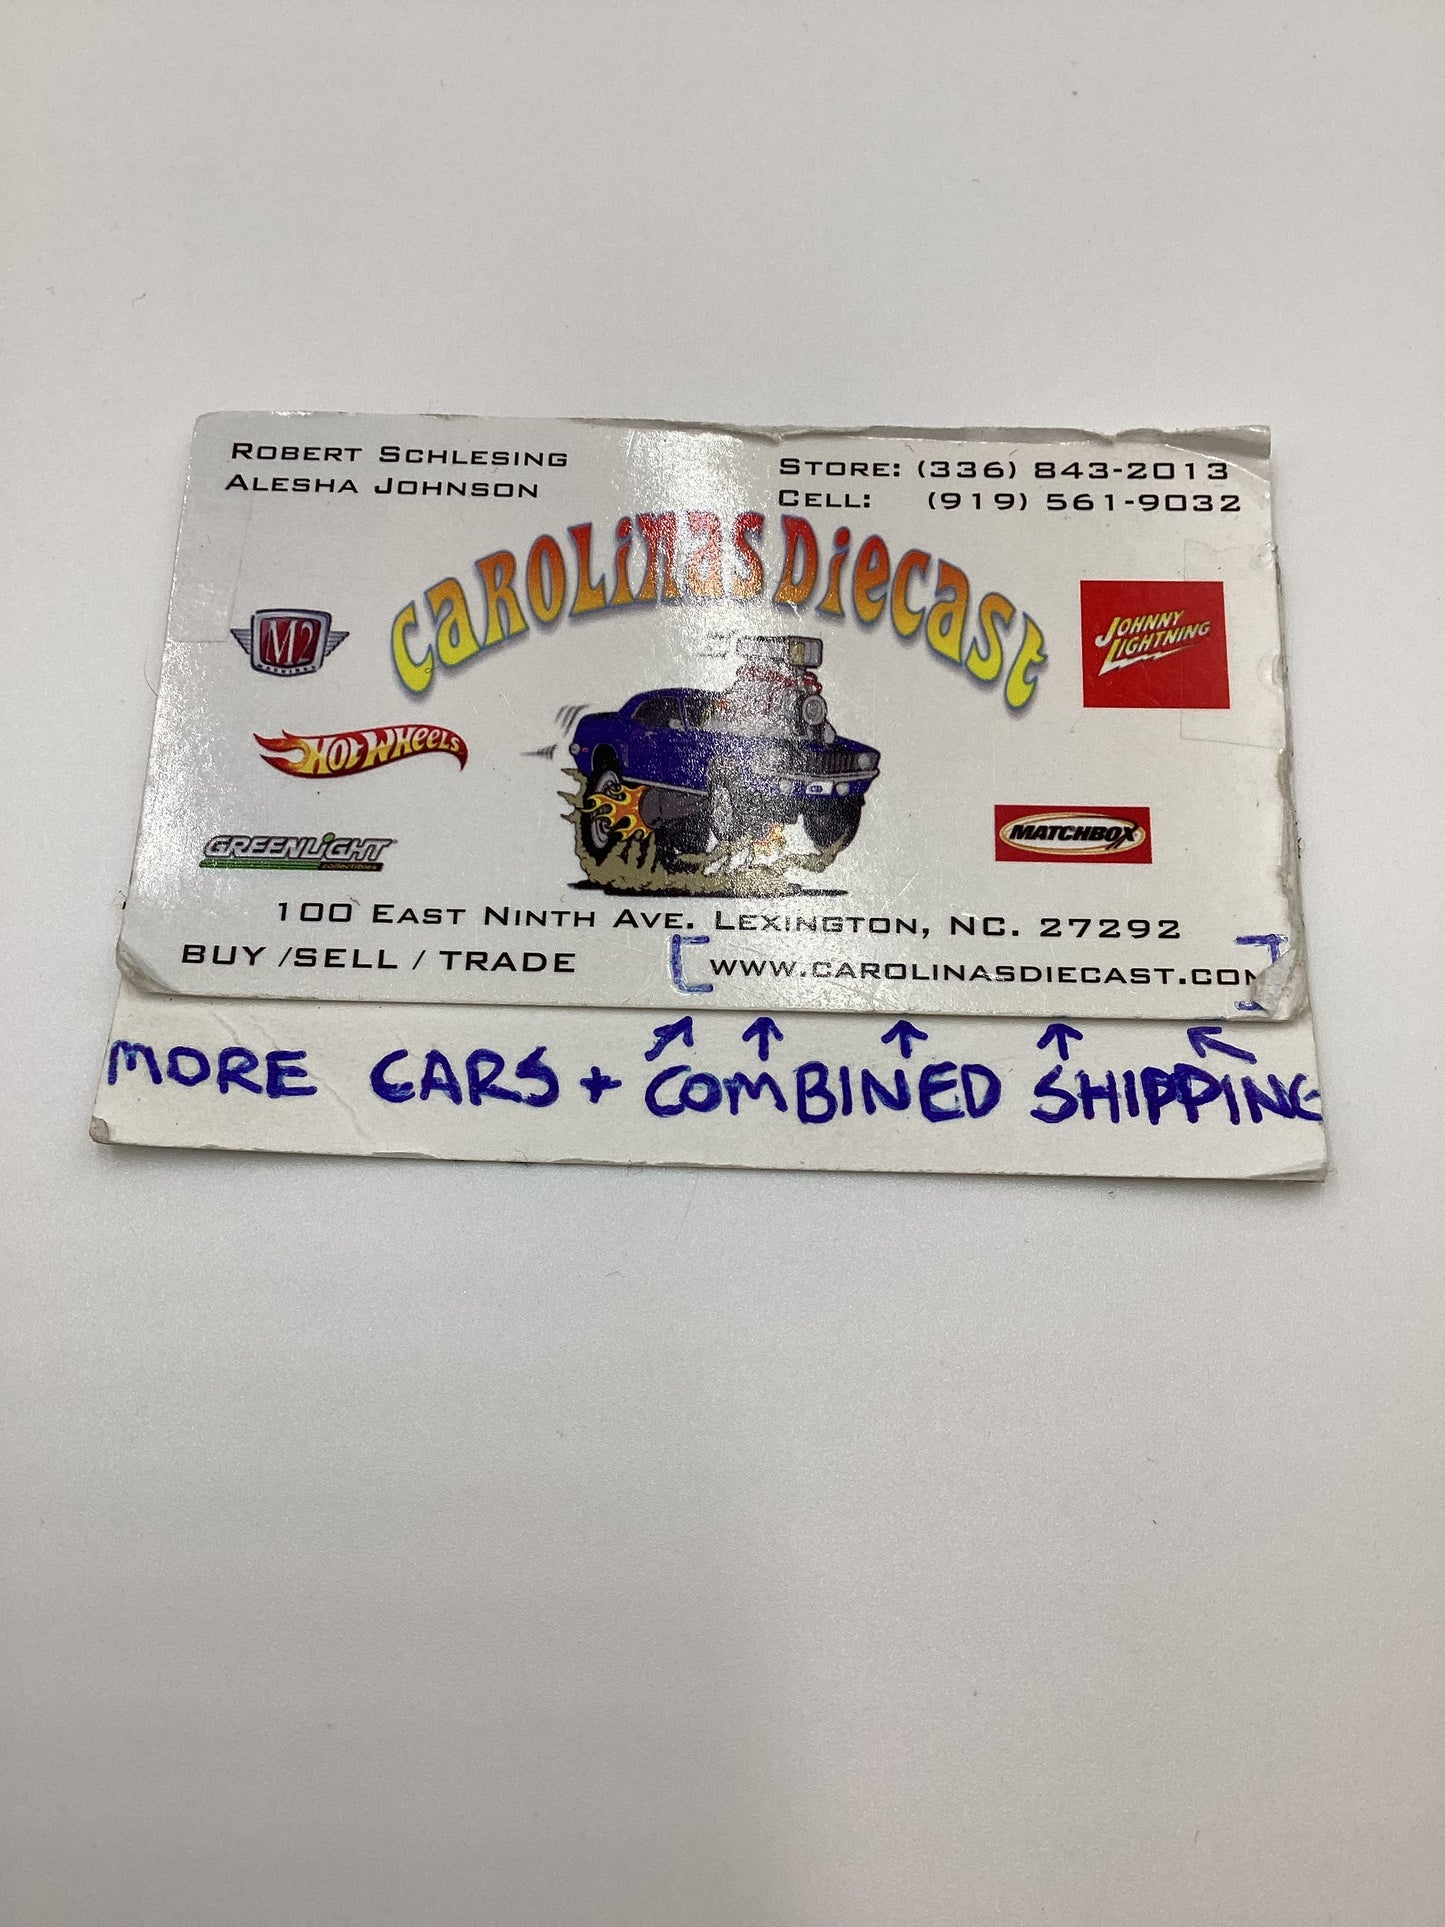 ROBERT SCHLESING
ALESHA JOHNSON
STORE: (336) 843-2013
CELL: (919) 561-9032
CAROLINAS DIECAST
M2
MACHINES
JOHNNY
LIGHTNING
HOT WHEELS
GREENLIGHT
collectibles
MATCHBOX
100 EAST NINTH AVE. LEXINGTON, NC. 27292
BUY /SELL / TRADE
[WWW.CAROLINASDIECAST.COM]
MORE CARS + COMBINED SHIPPING